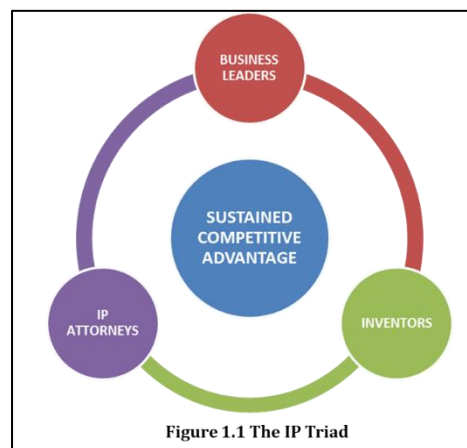 BUSINESS
LEADERS
SUSTAINED
COMPETITIVE
ADVANTAGE
IP
ATTORNEYS
INVENTORS
Figure 1.1 The IP Triad